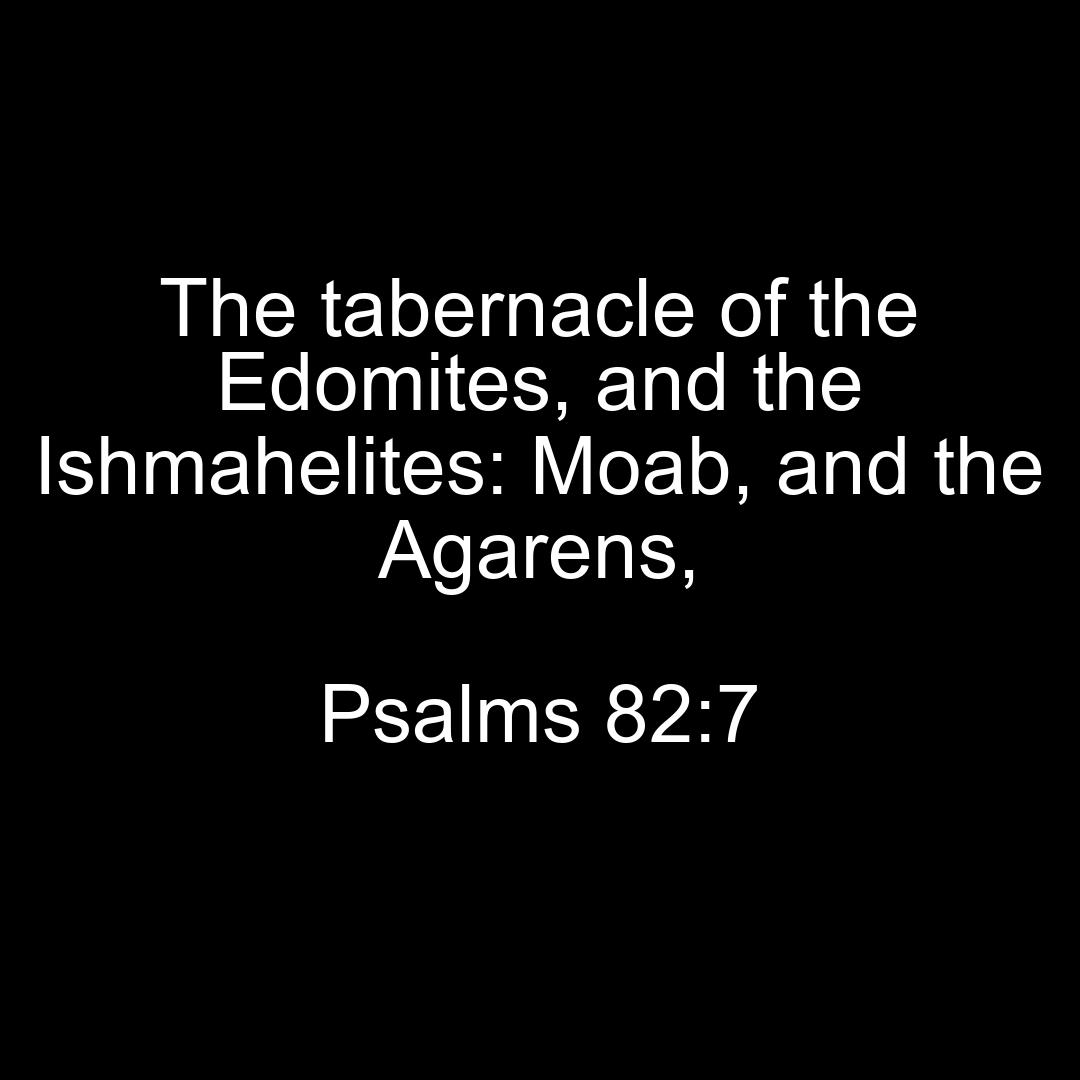 The tabernacle of the
Edomites, and the
Ishmahelites: Moab, and the
Agarens,
Psalms 82:7